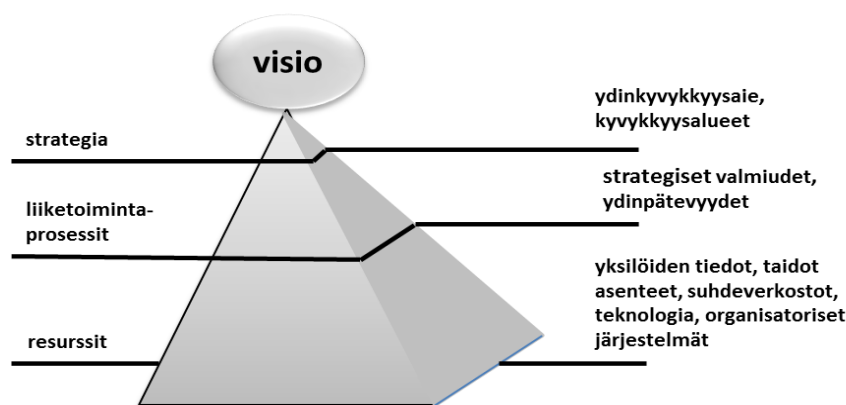 visio
strategia
ydinkyvykkyysaie,
kyvykkyysalueet
liiketoiminta-
prosessit
strategiset valmiudet,
ydinpätevyydet
resurssit
yksilöiden tiedot, taidot
asenteet, suhdeverkostot,
teknologia, organisatoriset
järjestelmät